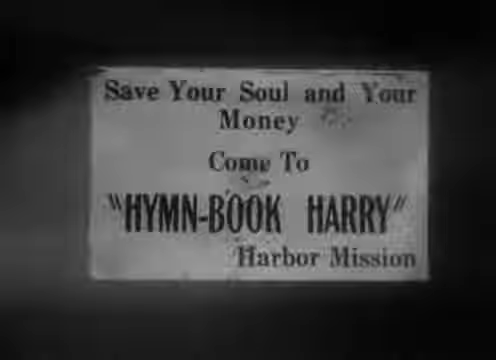 Save Your Soul and Your
Money
Come To
"HYMN-BOOK HARRY"
Harbor Mission